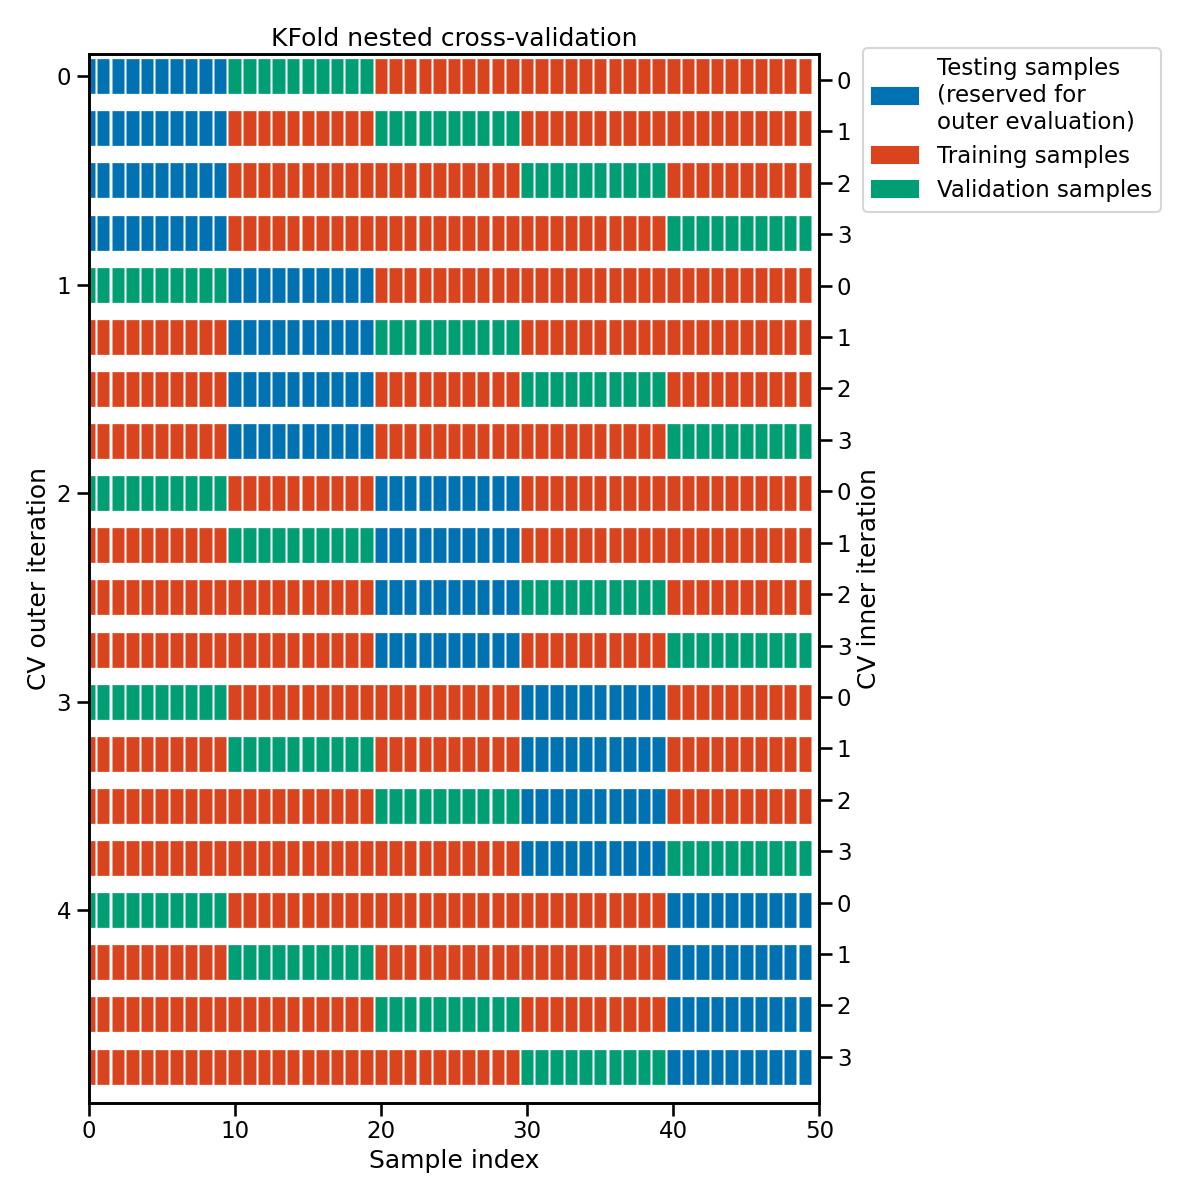 KFold nested cross-validation
Testing samples
(reserved for
outer evaluation)
Training samples
Validation samples
CV outer iteration
0
1
2
3
4
0
1
2
3
0
1
2
3
0
1
2
3
0
1
2
3
0
1
2
3
CV inner iteration
0 10 20 30 40 50
Sample index